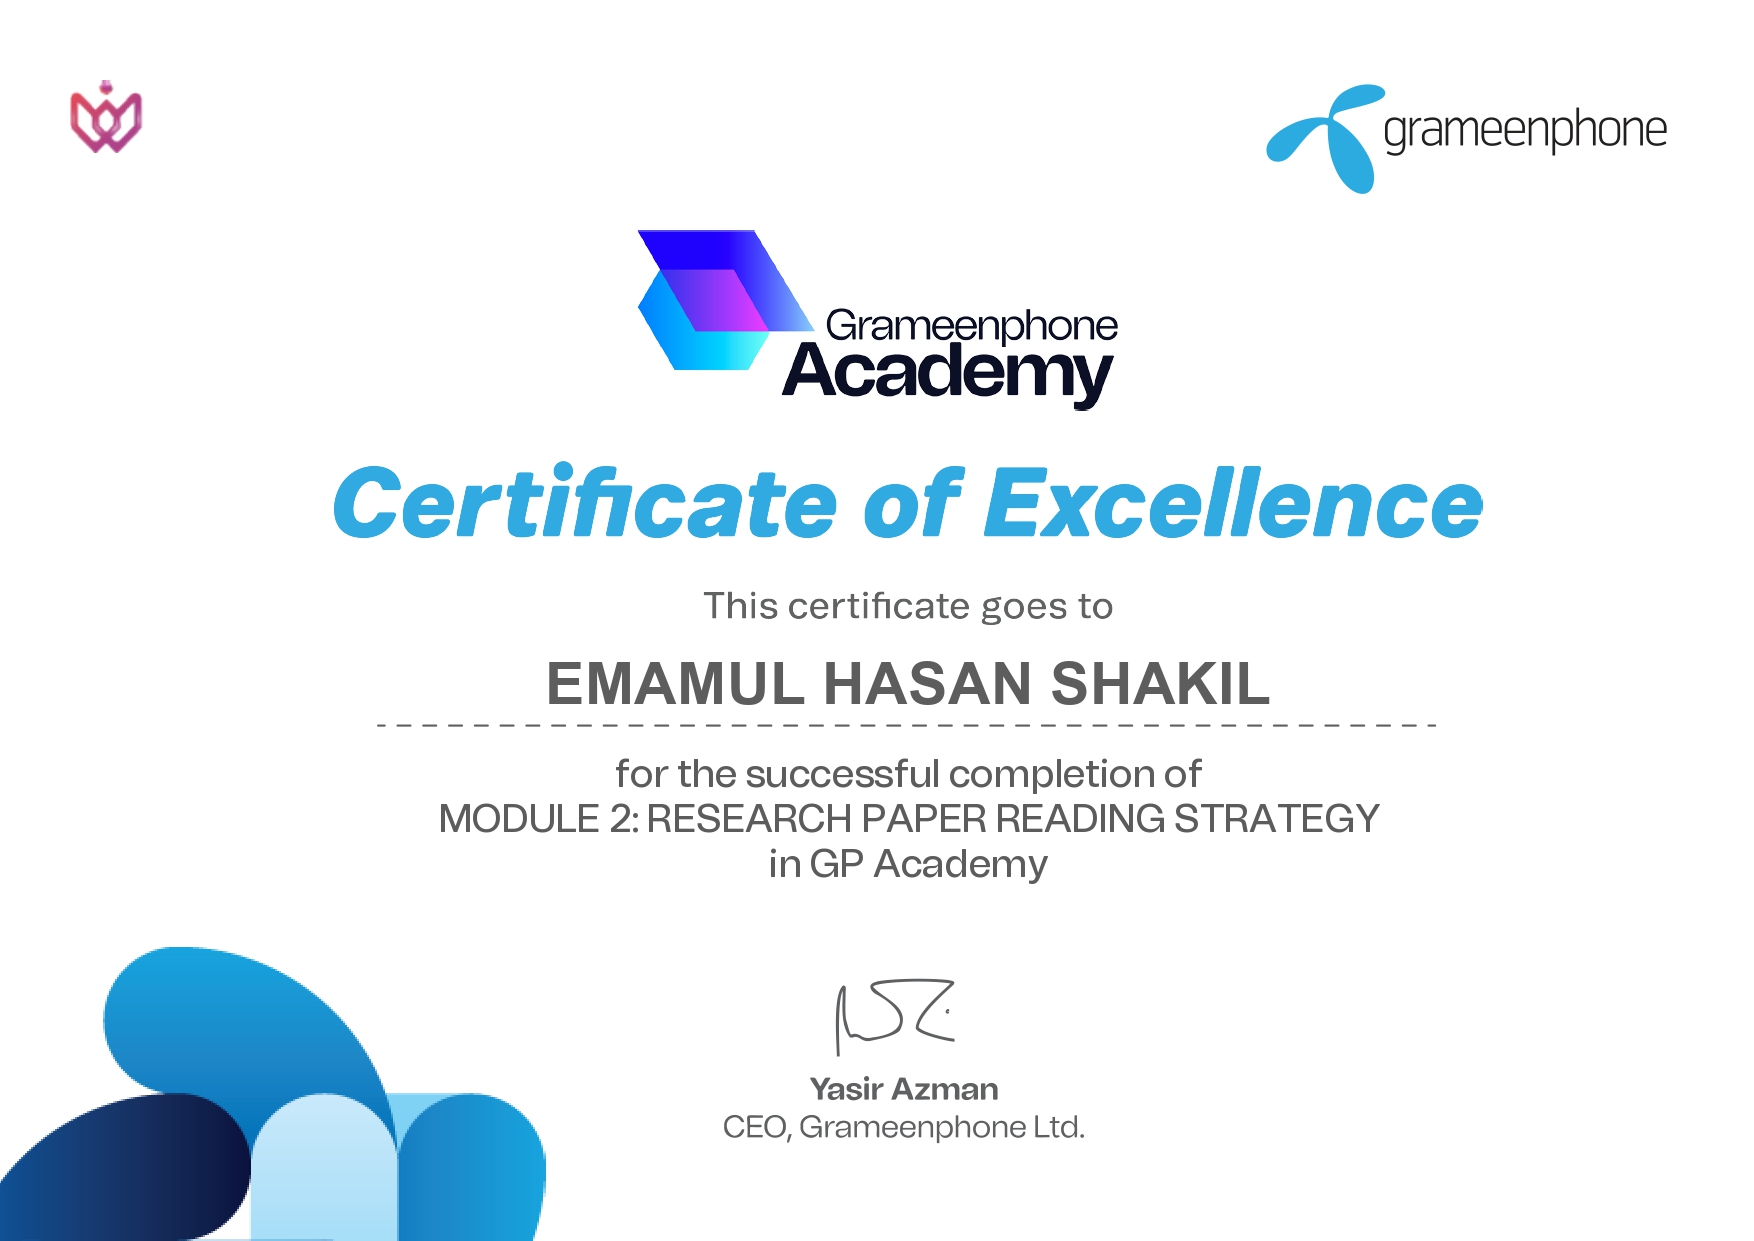 grameenphone
Grameenphone
Academy
Certificate of Excellence
This certificate goes to
EMAMUL HASAN SHAKIL
for the successful completion of
MODULE 2: RESEARCH PAPER READING STRATEGY
in GP Academy
Yasir Azman
CEO, Grameenphone Ltd.